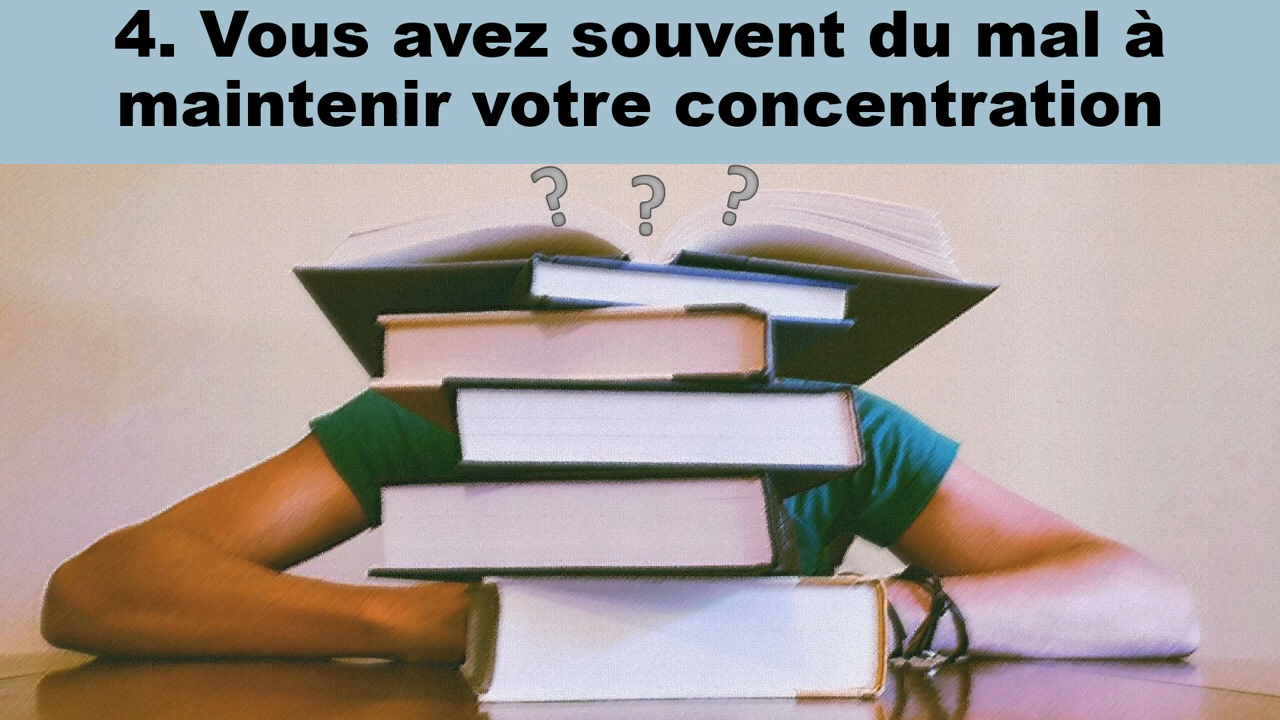 4. Vous avez souvent du mal à
maintenir votre concentration
? ? ?